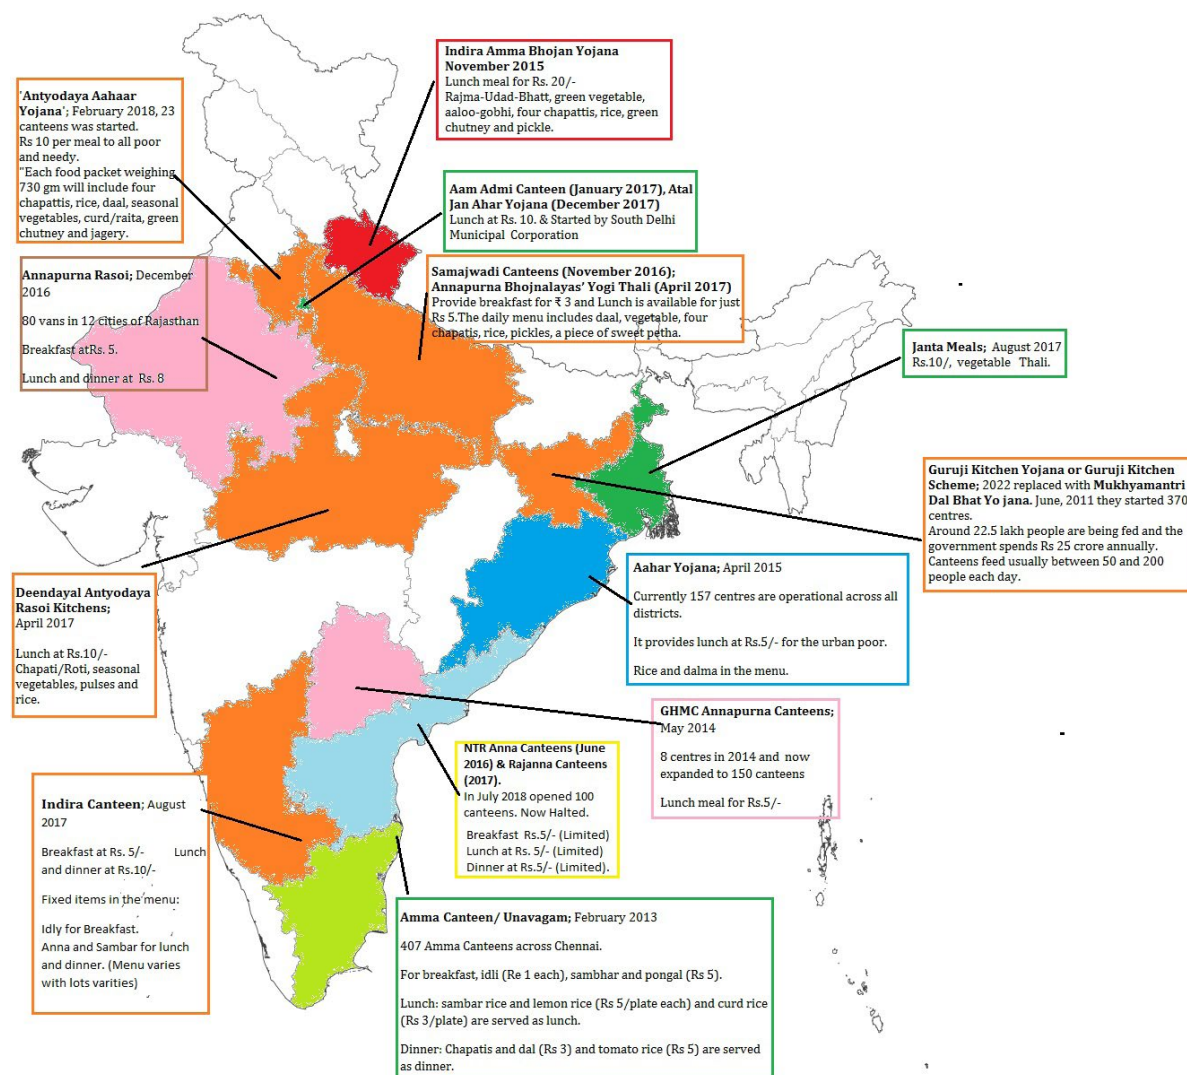 Indira Amma Bhojan Yojana
November 2015
Lunch meal for Rs. 20/-
Rajma-Udad-Bhatt, green vegetable,
aaloo-gobhi, four chapattis, rice, green
chutney and pickle.
'Antyodaya Aahaar
Yojana'; February 2018, 23
canteens was started.
Rs 10 per meal to all poor
and needy.
"Each food packet weighing
730 gm will include four
chapattis, rice, daal, seasonal
vegetables, curd/raita, green
chutney and jagery.
Aam Admi Canteen (January 2017), Atal
Jan Ahar Yojana (December 2017)
Lunch at Rs. 10. & Started by South Delhi
Municipal Corporation
Annapurna Rasoi; December
2016
80 vans in 12 cities of Rajasthan
Breakfast atRs. 5.
Lunch and dinner at Rs. 8
Samajwadi Canteens (November 2016);
Annapurna Bhojnalayas' Yogi Thali (April 2017)
Provide breakfast for ₹ 3 and Lunch is available for just
Rs 5.The daily menu includes daal, vegetable, four
chapatis, rice, pickles, a piece of sweet petha.
Janta Meals; August 2017
Rs.10/, vegetable Thali.
Guruji Kitchen Yojana or Guruji Kitchen
Scheme; 2022 replaced with Mukhyamantri
Dal Bhat Yo jana. June, 2011 they started 370
centres.
Around 22.5 lakh people are being fed and the
government spends Rs 25 crore annually.
Canteens feed usually between 50 and 200
people each day.
Aahar Yojana; April 2015
Currently 157 centres are operational across all
districts.
It provides lunch at Rs.5/- for the urban poor.
Rice and dalma in the menu.
Deendayal Antyodaya
Rasoi Kitchens;
April 2017
Lunch at Rs.10/-
Chapati/Roti, seasonal
vegetables, pulses and
rice.
GHMC Annapurna Canteens;
May 2014
8 centres in 2014 and now
expanded to 150 canteens
Lunch meal for Rs.5/-
NTR Anna Canteens (June
2016) & Rajanna Canteens
(2017).
In July 2018 opened 100
canteens. Now Halted.
Breakfast Rs.5/- (Limited)
Lunch at Rs. 5/- (Limited)
Dinner at Rs.5/- (Limited).
Indira Canteen; August
2017
Breakfast at Rs. 5/- Lunch
and dinner at Rs.10/-
Fixed items in the menu:
Idly for Breakfast.
Anna and Sambar for lunch
and dinner. (Menu varies
with lots varities)
Amma Canteen/ Unavagam; February 2013
407 Amma Canteens across Chennai.
For breakfast, idli (Re 1 each), sambhar and pongal (Rs 5).
Lunch: sambar rice and lemon rice (Rs 5/plate each) and curd rice
(Rs 3/plate) are served as lunch.
Dinner: Chapatis and dal (Rs 3) and tomato rice (Rs 5) are served
as dinner.